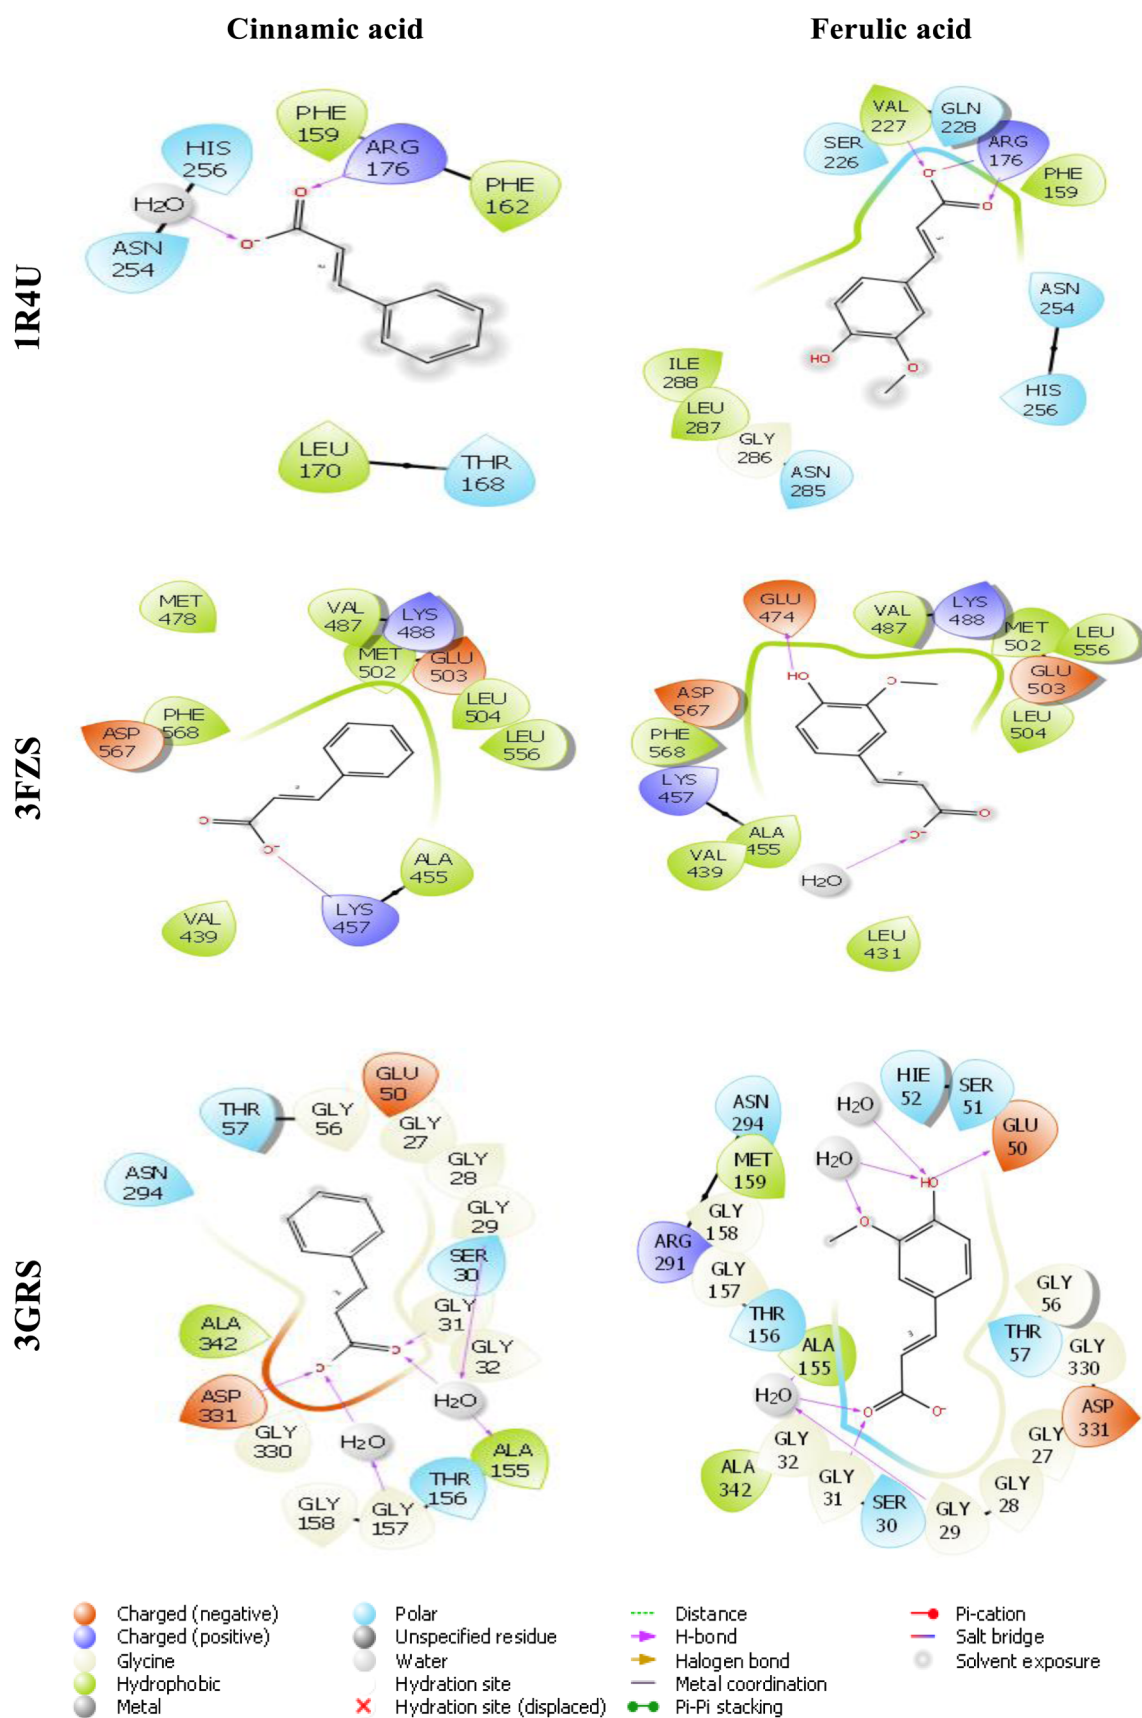 Cinnamic acid
Ferulic acid
1R4U
PHE
159
HIS
256
ARG
176
PHE
162
H₂O
O
O⁻
ASN
254
LEU
170
THR
168
VAL
227
GLN
228
SER
226
ARG
176
PHE
159
O⁻
O
ASN
254
HO
O
ILE
288
LEU
287
GLY
286
ASN
285
HIS
256
3FZS
MET
478
VAL
487
LYS
488
MET
502
GLU
503
LEU
504
LEU
556
PHE
568
ASP
567
ALA
455
LYS
457
VAL
439
GLU
474
VAL
487
LYS
488
MET
502
LEU
556
GLU
503
LEU
504
HO
ASP
567
PHE
568
LYS
457
ALA
455
VAL
439
H₂O
LEU
431
3GRS
GLU
50
THR
57
GLY
56
GLY
27
GLY
28
ASN
294
GLY
29
SER
30
GLY
31
GLY
32
ALA
342
O
ASP
331
GLY
330
H₂O
H₂O
ALA
155
THR
156
GLY
158
GLY
157
HIE
52
SER
51
GLU
50
H₂O
H₂O
HO
O
ASN
294
MET
159
GLY
158
ARG
291
GLY
157
THR
156
ALA
155
H₂O
O
O⁻
GLY
56
THR
57
GLY
330
ASP
331
GLY
27
GLY
28
GLY
29
SER
30
GLY
31
GLY
32
ALA
342
Charged (negative)
Charged (positive)
Glycine
Hydrophobic
Metal
Polar
Unspecified residue
Water
Hydration site
Hydration site (displaced)
Distance
H-bond
Halogen bond
Metal coordination
Pi-Pi stacking
Pi-cation
Salt bridge
Solvent exposure